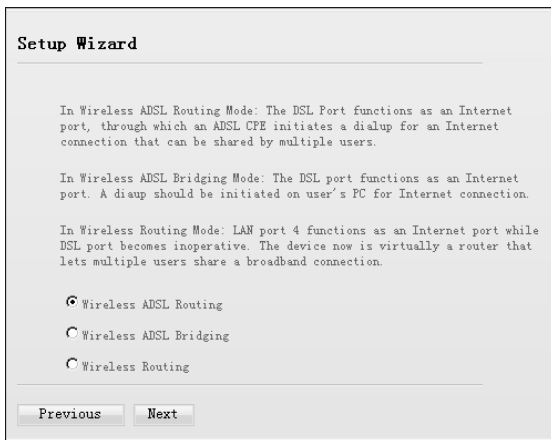 Setup Wizard
In Wireless ADSL Routing Mode: The DSL Port functions as an Internet
port, through which an ADSL CPE initiates a dialup for an Internet
connection that can be shared by multiple users.
In Wireless ADSL Bridging Mode: The DSL port functions as an Internet
port. A diaup should be initiated on user's PC for Internet connection.
In Wireless Routing Mode: LAN port 4 functions as an Internet port while
DSL port becomes inoperative. The device now is virtually a router that
lets multiple users share a broadband connection.
Wireless ADSL Routing
Wireless ADSL Bridging
Wireless Routing
Previous Next